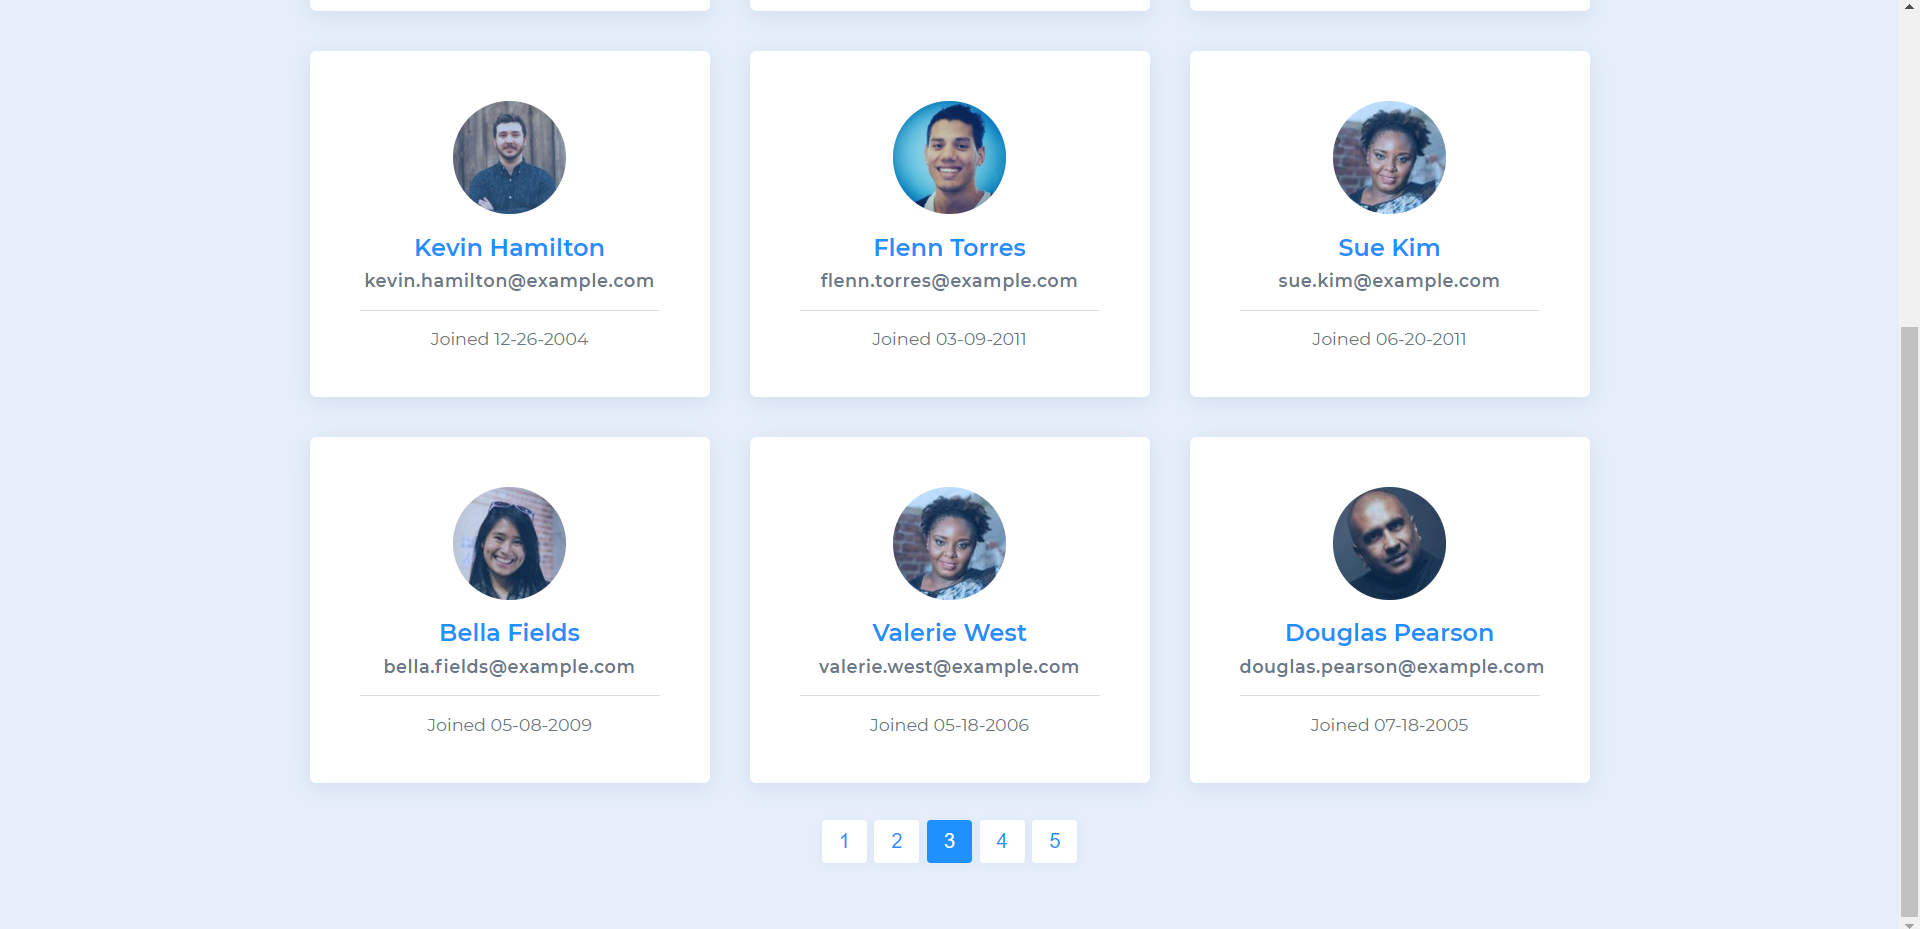 Kevin Hamilton
kevin.hamilton@example.com
Joined 12-26-2004
Flenn Torres
flenn.torres@example.com
Joined 03-09-2011
Sue Kim
sue.kim@example.com
Joined 06-20-2011
Bella Fields
bella.fields@example.com
Joined 05-08-2009
Valerie West
valerie.west@example.com
Joined 05-18-2006
Douglas Pearson
douglas.pearson@example.com
Joined 07-18-2005
1 2 3 4 5